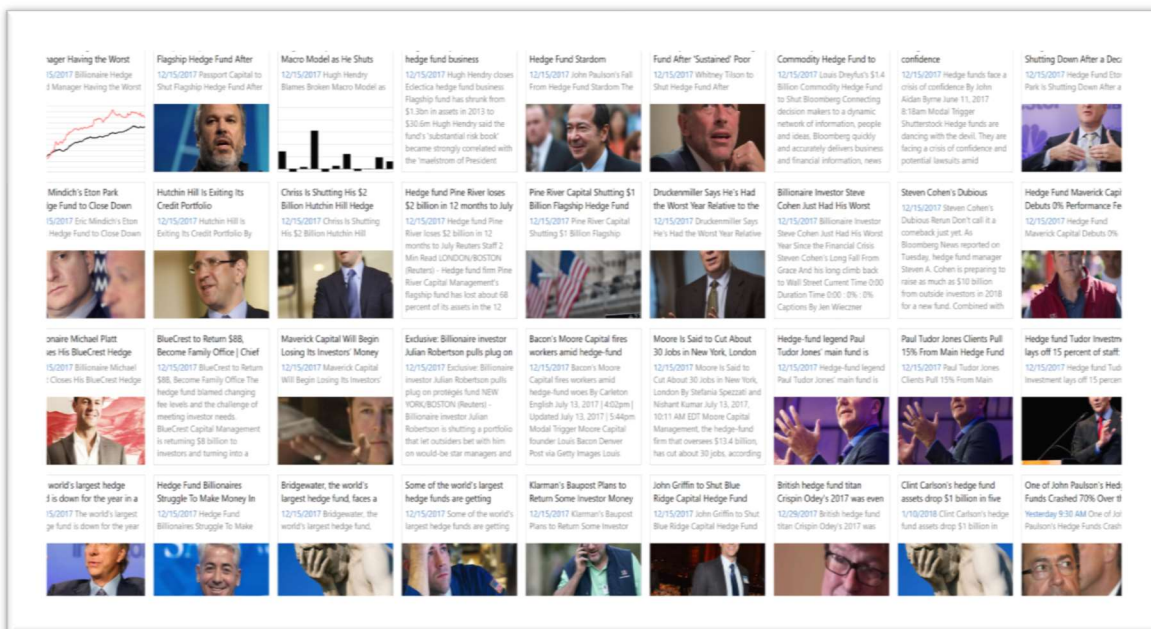 nager Having the Worst
12/15/2017 Billionaire Hedge
d Manager Having the Worst
Flagship Hedge Fund After
12/15/2017 Passport Capital to
Shut Flagship Hedge Fund After
Macro Model as He Shuts
12/15/2017 Hugh Hendry
Blames Broken Macro Model as
hedge fund business
12/15/2017 Hugh Hendry closes
Eclectica hedge fund business
Flagship fund has shrunk from
$1.3bn in assets in 2013 to
$30.6m Hugh Hendry said the
fund's 'substantial risk book'
became strongly correlated with
the 'maelstrom of President
Hedge Fund Stardom
12/15/2017 John Paulson's Fall
From Hedge Fund Stardom The
Fund After 'Sustained' Poor
12/15/2017 Whitney Tilson to
Shut Hedge Fund After
Commodity Hedge Fund to
12/15/2017 Louis Dreyfus's $1.4
Billion Commodity Hedge Fund
to Shut Bloomberg Connecting
decision makers to a dynamic
network of information, people
and ideas, Bloomberg quickly
and accurately delivers business
and financial information, news
confidence
12/15/2017 Hedge funds face a
crisis of confidence By John
Aidan Byrne June 11, 2017
8:18am Modal Trigger
Shutterstock Hedge funds are
dancing with the devil. They are
facing a crisis of confidence and
potential lawsuits amid
Shutting Down After a Deca
12/15/2017 Hedge Fund Eton
Park Is Shutting Down After a
Mindich's Eton Park
ge Fund to Close Down
5/2017 Eric Mindich's Eton
Hedge Fund to Close Down
Hutchin Hill Is Exiting Its
Credit Portfolio
12/15/2017 Hutchin Hill Is
Exiting Its Credit Portfolio By
Chriss Is Shutting His $2
Billion Hutchin Hill Hedge
12/15/2017 Chriss Is Shutting
His $2 Billion Hutchin Hill
Hedge fund Pine River loses
$2 billion in 12 months to July
12/15/2017 Hedge fund Pine
River loses $2 billion in 12
months to July Reuters Staff 2
Min Read LONDON/BOSTON
(Reuters) - Hedge fund firm Pine
River Capital Management's
flagship fund has lost about 68
percent of its assets in the 12
Pine River Capital Shutting $1
Billion Flagship Hedge Fund
12/15/2017 Pine River Capital
Shutting $1 Billion Flagship
Druckenmiller Says He's Had
the Worst Year Relative to the
12/15/2017 Druckenmiller Says
He's Had the Worst Year Relative
Billionaire Investor Steve
Cohen Just Had His Worst
12/15/2017 Billionaire Investor
Steve Cohen Just Had His Worst
Year Since the Financial Crisis
Steven Cohen's Long Fall From
Grace And his long climb back
to Wall Street Current Time 0:00
Duration Time 0:00 : 0% : 0%
Captions By Jen Wieczner
Steven Cohen's Dubious
12/15/2017 Steven Cohen's
Dubious Rerun Don't call it a
comeback just yet. As
Bloomberg News reported on
Tuesday, hedge fund manager
Steven A. Cohen is preparing to
raise as much as $10 billion
from outside investors in 2018
for a new fund. Combined with
Hedge Fund Maverick Capi
Debuts 0% Performance Fe
12/15/2017 Hedge Fund
Maverick Capital Debuts 0%
onaire Michael Platt
ses His BlueCrest Hedge
5/2017 Billionaire Michael
t Closes His BlueCrest Hedge
BlueCrest to Return $8B,
Become Family Office | Chief
12/15/2017 BlueCrest to Return
$8B, Become Family Office The
hedge fund blamed changing
fee levels and the challenge of
meeting investor needs.
BlueCrest Capital Management
is returning $8 billion to
investors and turning into a
Maverick Capital Will Begin
Losing Its Investors' Money
12/15/2017 Maverick Capital
Will Begin Losing Its Investors'
Exclusive: Billionaire investor
Julian Robertson pulls plug on
12/15/2017 Exclusive: Billionaire
investor Julian Robertson pulls
plug on protégés fund NEW
YORK/BOSTON (Reuters) -
Billionaire investor Julian
Robertson is shutting a portfolio
that let outsiders bet with him
on would-be star managers and
Bacon's Moore Capital fires
workers amid hedge-fund
12/15/2017 Bacon's Moore
Capital fires workers amid
hedge-fund woes By Carleton
English July 13, 2017 | 4:02pm |
Updated July 13, 2017 | 5:44pm
Modal Trigger Moore Capital
founder Louis Bacon Denver
Post via Getty Images Louis
Moore Is Said to Cut About
30 Jobs in New York, London
12/15/2017 Moore Is Said to
Cut About 30 Jobs in New York,
London By Stefania Spezzati and
Nishant Kumar July 13, 2017,
10:11 AM EDT Moore Capital
Management, the hedge-fund
firm that oversees $13.4 billion,
has cut about 30 jobs, according
Hedge-fund legend Paul
Tudor Jones' main fund is
12/15/2017 Hedge-fund legend
Paul Tudor Jones' main fund is
Paul Tudor Jones Clients Pull
15% From Main Hedge Fund
12/15/2017 Paul Tudor Jones
Clients Pull 15% From Main
Hedge fund Tudor Investme
lays off 15 percent of staff:
12/15/2017 Hedge fund Tud
Investment lays off 15 percen
world's largest hedge
d is down for the year in a
5/2017 The world's largest
ge fund is down for the year
Hedge Fund Billionaires
Struggle To Make Money In
12/15/2017 Hedge Fund
Billionaires Struggle To Make
Bridgewater, the world's
largest hedge fund, faces a
12/15/2017 Bridgewater, the
world's largest hedge fund,
Some of the world's largest
hedge funds are getting
12/15/2017 Some of the world's
largest hedge funds are getting
Klarman's Baupost Plans to
Return Some Investor Money
12/15/2017 Klarman's Baupost
Plans to Return Some Investor
John Griffin to Shut Blue
Ridge Capital Hedge Fund
12/15/2017 John Griffin to Shut
Blue Ridge Capital Hedge Fund
British hedge fund titan
Crispin Odey's 2017 was even
12/29/2017 British hedge fund
titan Crispin Odey's 2017 was
Clint Carlson's hedge fund
assets drop $1 billion in five
1/10/2018 Clint Carlson's hedge
fund assets drop $1 billion in
One of John Paulson's Hedg
Funds Crashed 70% Over th
Yesterday 9:30 AM One of Joh
Paulson's Hedge Funds Crash